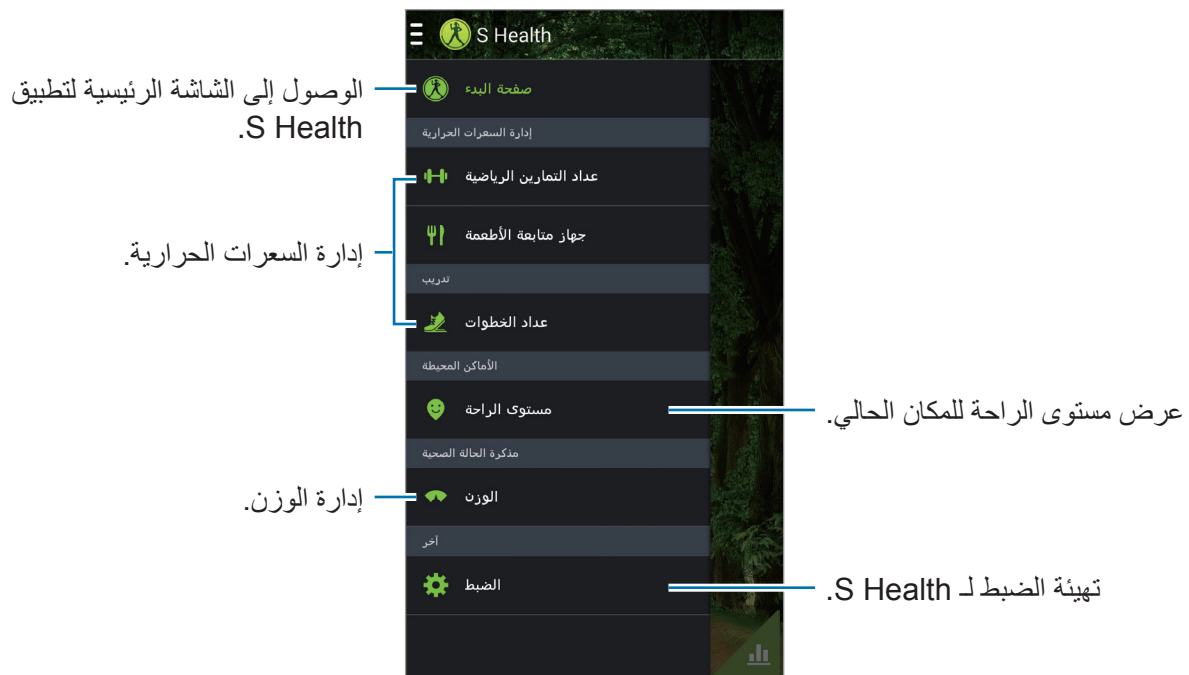 S Health
صفحة البدء
الوصول إلى الشاشة الرئيسية لتطبيق
S Health.
إدارة السعرات الحرارية
عداد التمارين الرياضية
جهاز متابعة الأطعمة
إدارة السعرات الحرارية.
تدريب
عداد الخطوات
الأماكن المحيطة
مستوى الراحة
عرض مستوى الراحة للمكان الحالي.
مذكرة الحالة الصحية
الوزن
إدارة الوزن.
آخر
الضبط
تهيئة الضبط لـ S Health.